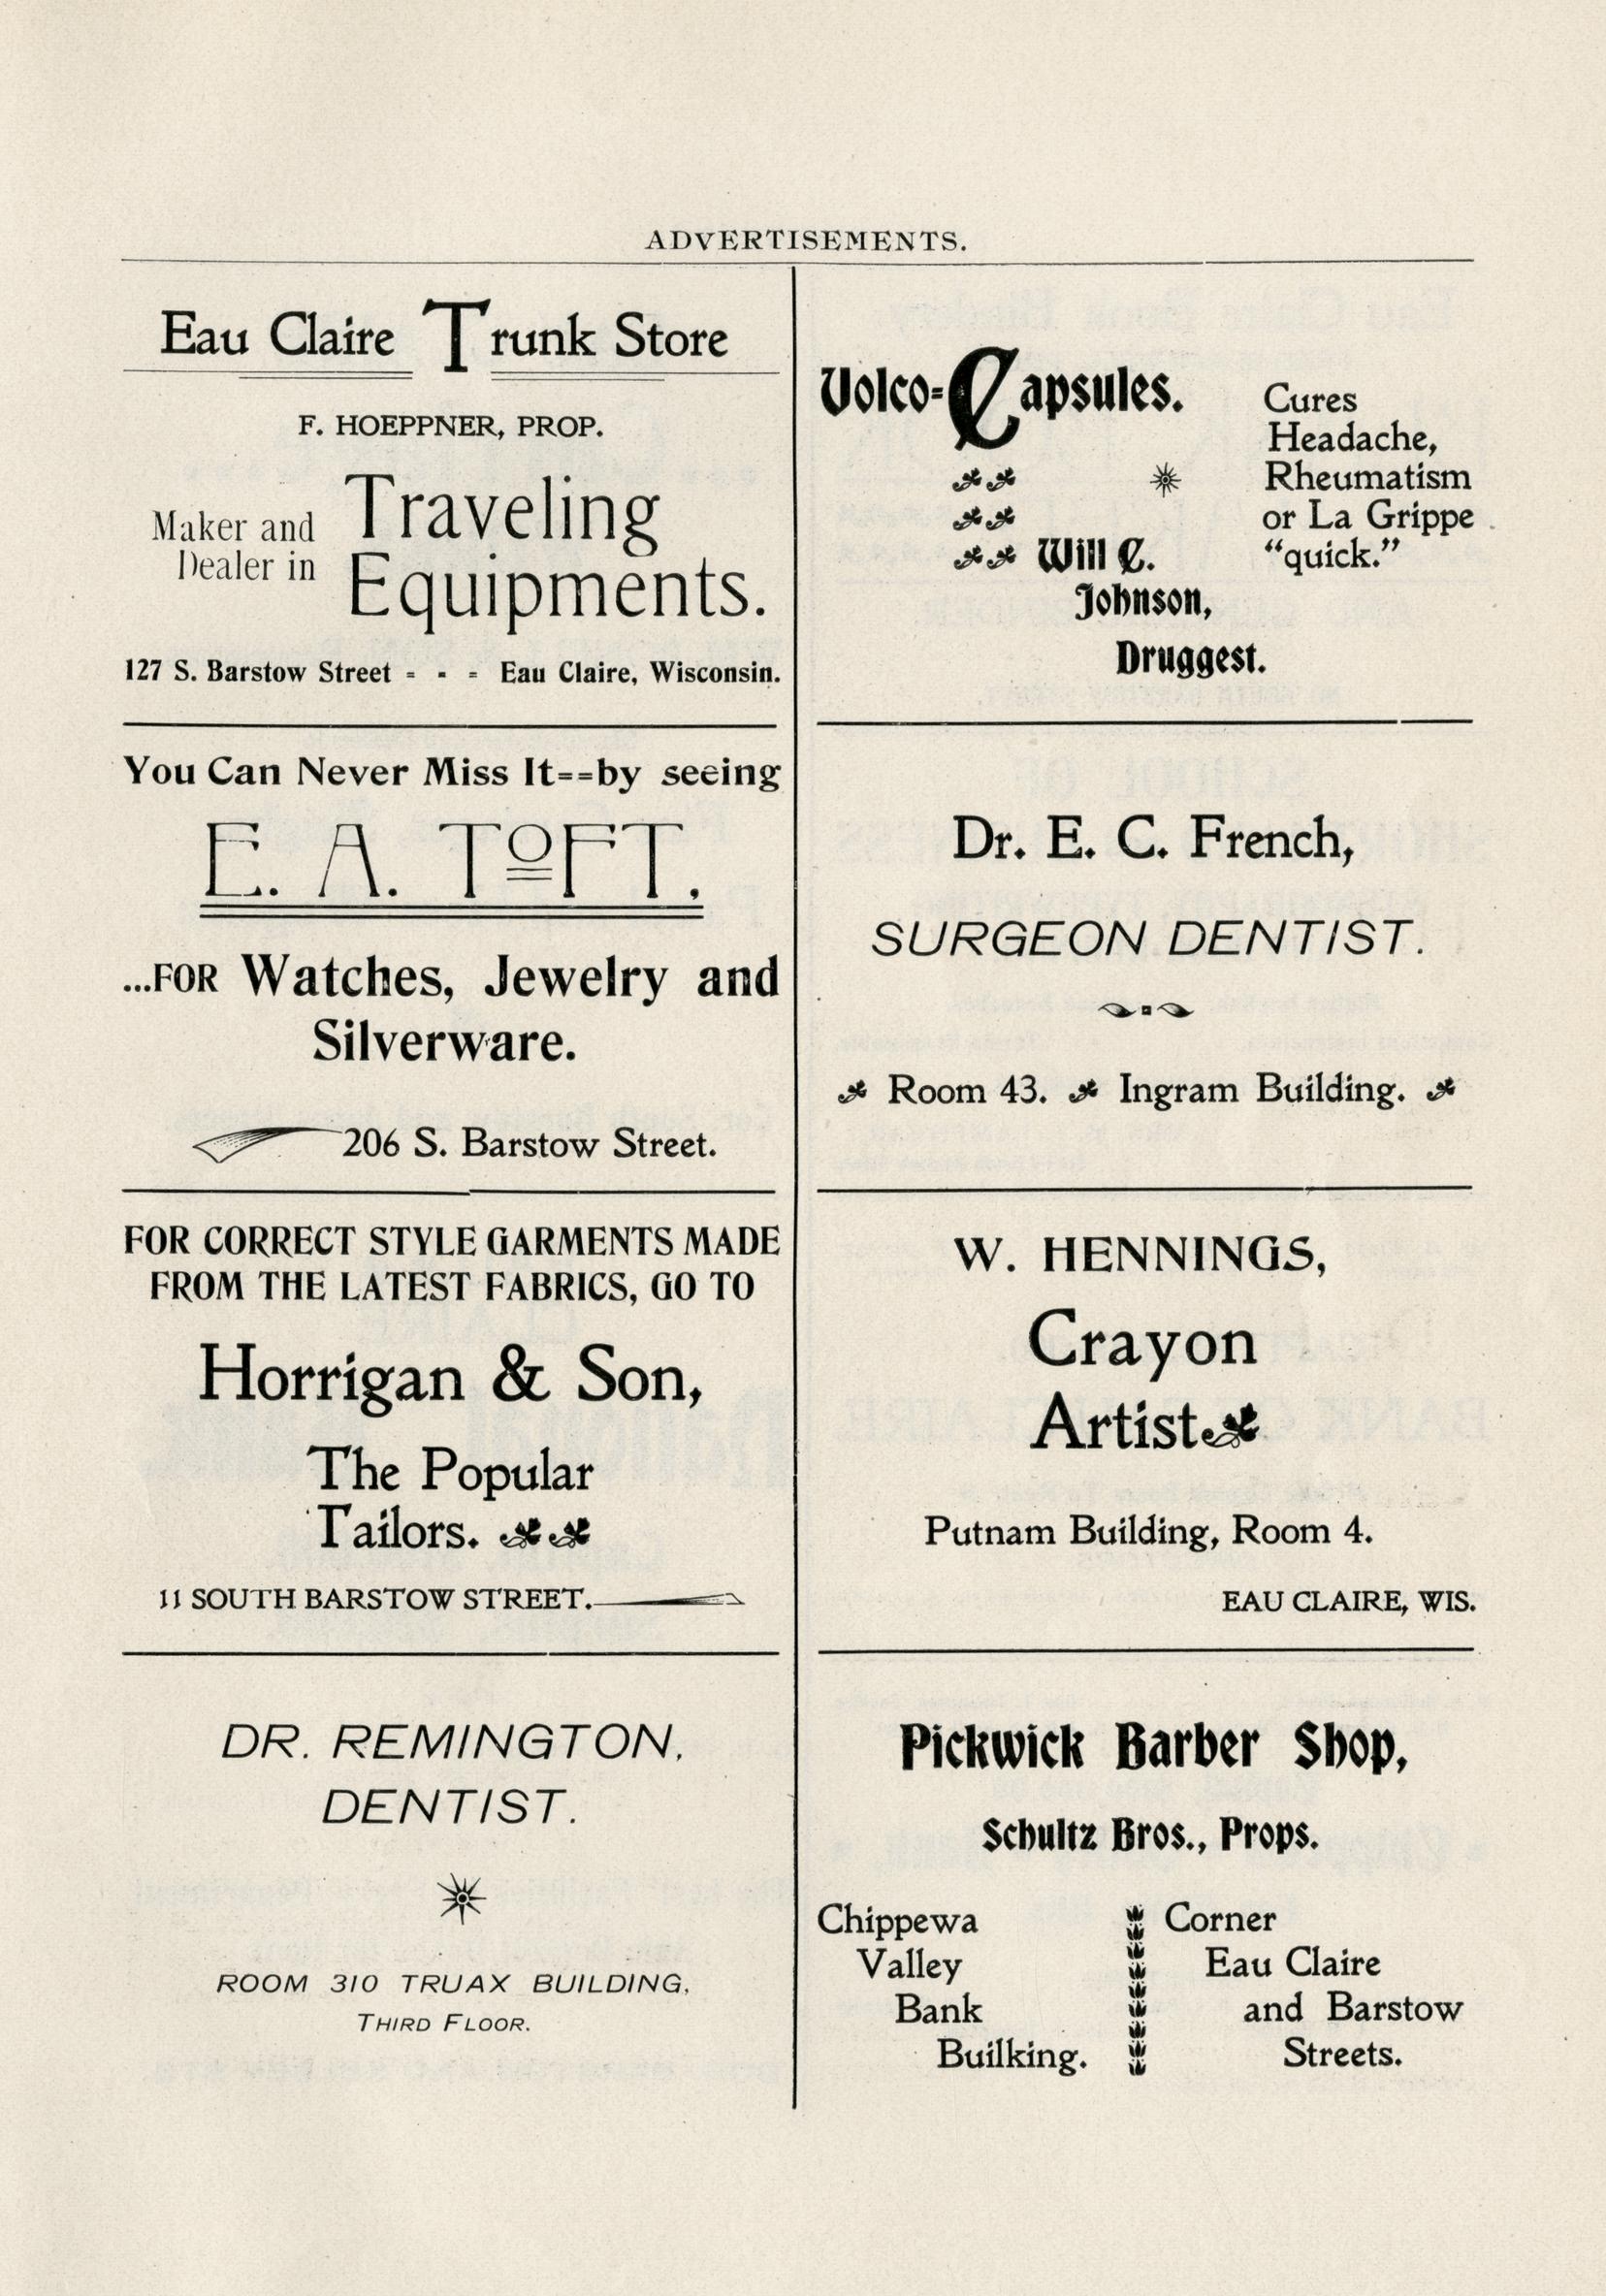 ADVERTISEMENTS.
Eau Claire Trunk Store
F. HOEPPNER, PROP.
Maker and
Dealer in
Traveling
Equipments.
127 S. Barstow Street - - - Eau Claire, Wisconsin.
You Can Never Miss It--by seeing
E. A. TOFT.
...FOR Watches, Jewelry and
Silverware.
206 S. Barstow Street.
FOR CORRECT STYLE GARMENTS MADE
FROM THE LATEST FABRICS, GO TO
Horrigan & Son,
The Popular
Tailors.
11 SOUTH BARSTOW STREET.
DR. REMINGTON,
DENTIST.
ROOM 310 TRUAX BUILDING,
THIRD FLOOR.
Volco-Capsules.
Cures
Headache,
Rheumatism
or La Grippe
“quick.”
Will C.
Johnson,
Druggest.
Dr. E. C. French,
SURGEON DENTIST.
Room 43. Ingram Building.
W. HENNINGS,
Crayon
Artist
Putnam Building, Room 4.
EAU CLAIRE, WIS.
Pickwick Barber Shop,
Schultz Bros., Props.
Chippewa
Valley
Bank
Builking.
Corner
Eau Claire
and Barstow
Streets.